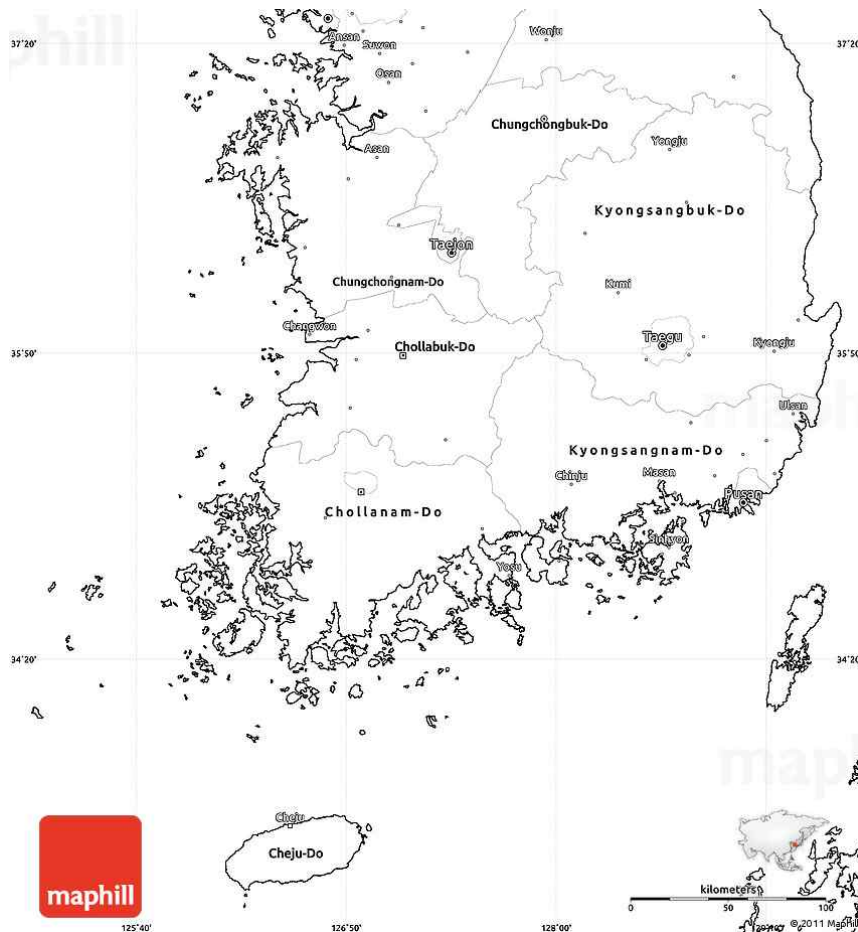 Ansan
Wonju
37°20'
Suwon
37°20'
Osan
Chungchongbuk-Do
Asan
Yongju
Kyongsangbuk-Do
Taejon
Chungchongnam-Do
Kumi
Changwon
Taegu
Kyongju
35°50'
Chollabuk-Do
35°50'
Ulsan
Kyongsangnam-Do
Chinju
Masan
Pusan
Chollanam-Do
Yosu
34°20'
34°20'
maph
Cheju
Cheju-Do
maphill
kilometers
0
50
100
125°40'
126°50'
128°00'
© 2011 Maphill